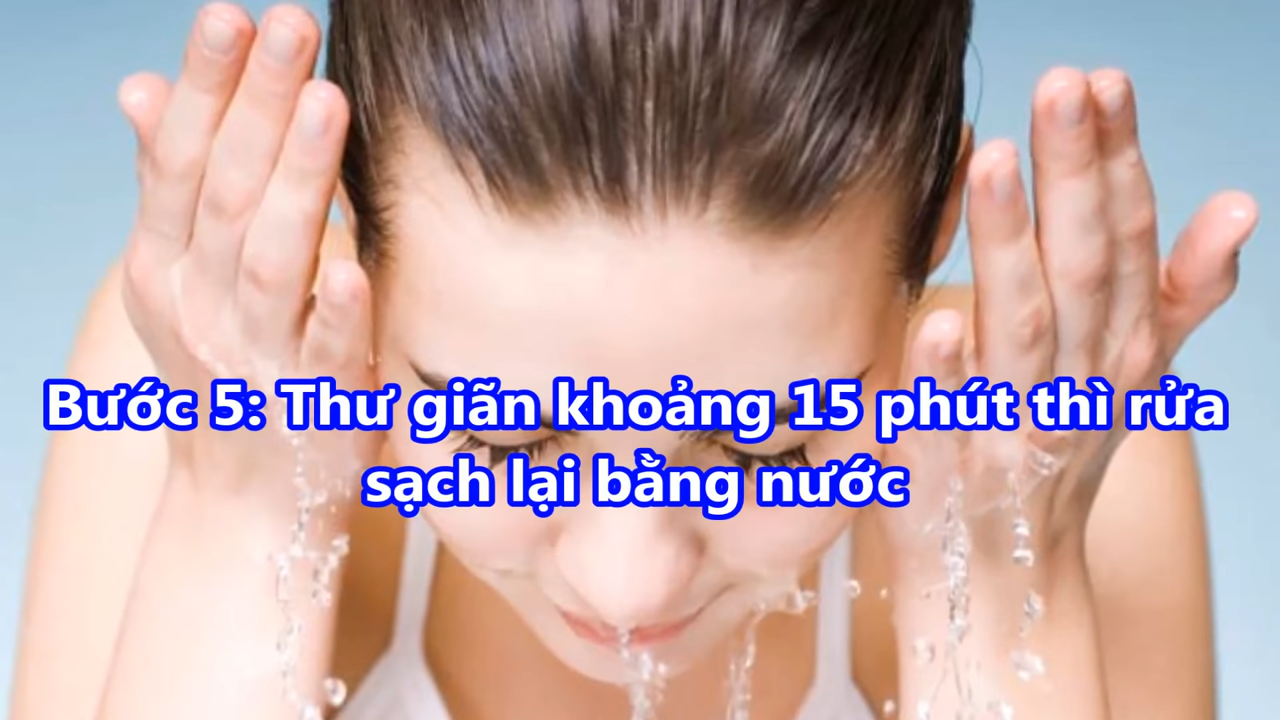 Bước 5: Thư giãn khoảng 15 phút thì rửa
sạch lại bằng nước